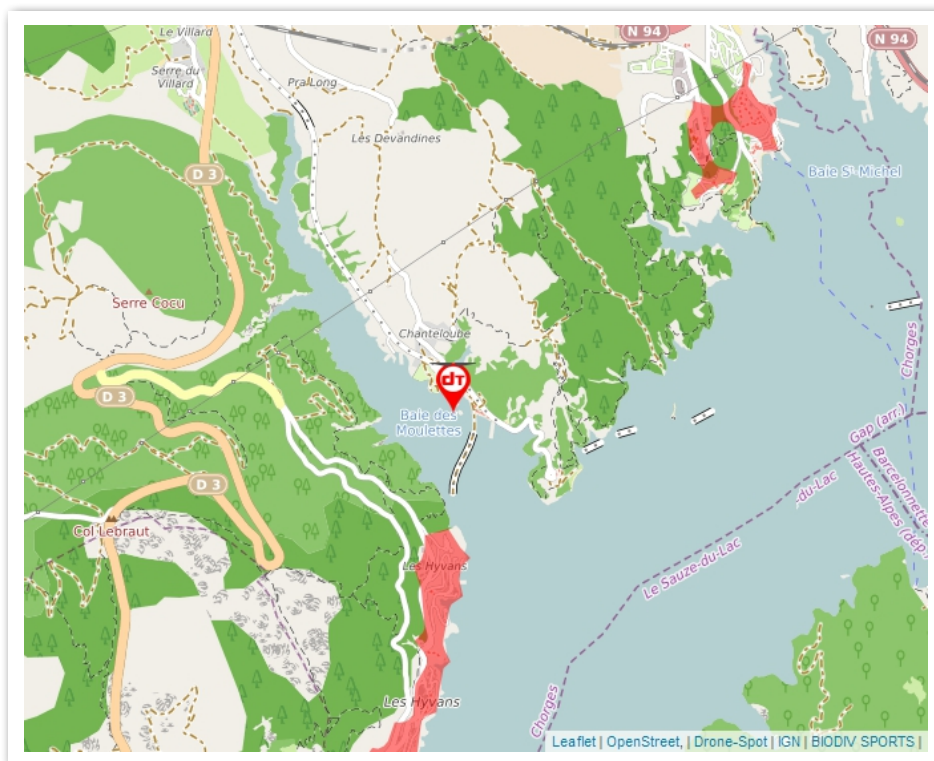 Le Villard
N 94
N 94
Serre du
Villard
Pra Long
Les Devandines
D 3
Baie St-Michel
Serre Cocu
Chorges
Chanteloube
DT
D 3
Baie des
Moulettes
Gap (arr.)
Barcelonnette
Hautes-Alpes (dép.)
D 3
-du-Lac
Col Lebraut
Les Hyvans
Le Sauze-du-Lac
Les Hyvans
Chorges
Leaflet | OpenStreet, | Drone-Spot | IGN | BIODIV SPORTS |